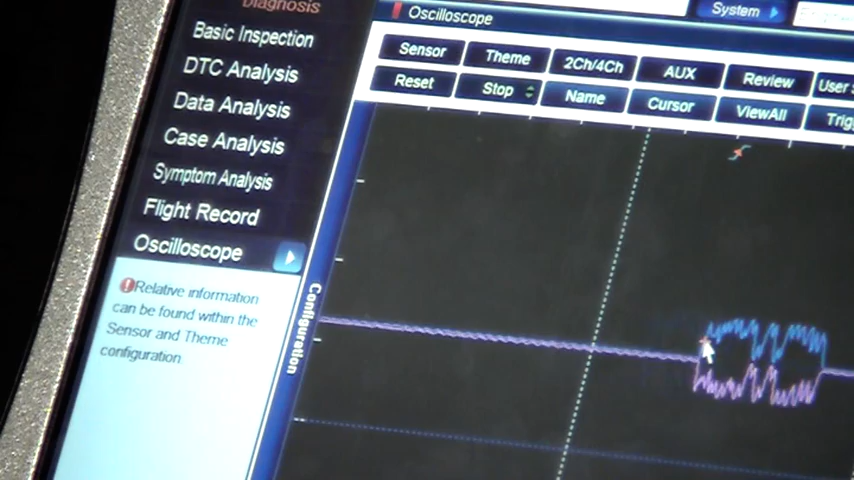 Diagnosis
Basic Inspection
DTC Analysis
Data Analysis
Case Analysis
Symptom Analysis
Flight Record
Oscilloscope
Relative information
can be found within the
Sensor and Theme
configuration
Oscilloscope
System
Sensor Theme 2Ch/4Ch AUX Review User
Reset Stop Name Cursor ViewAll Trig
Configuration